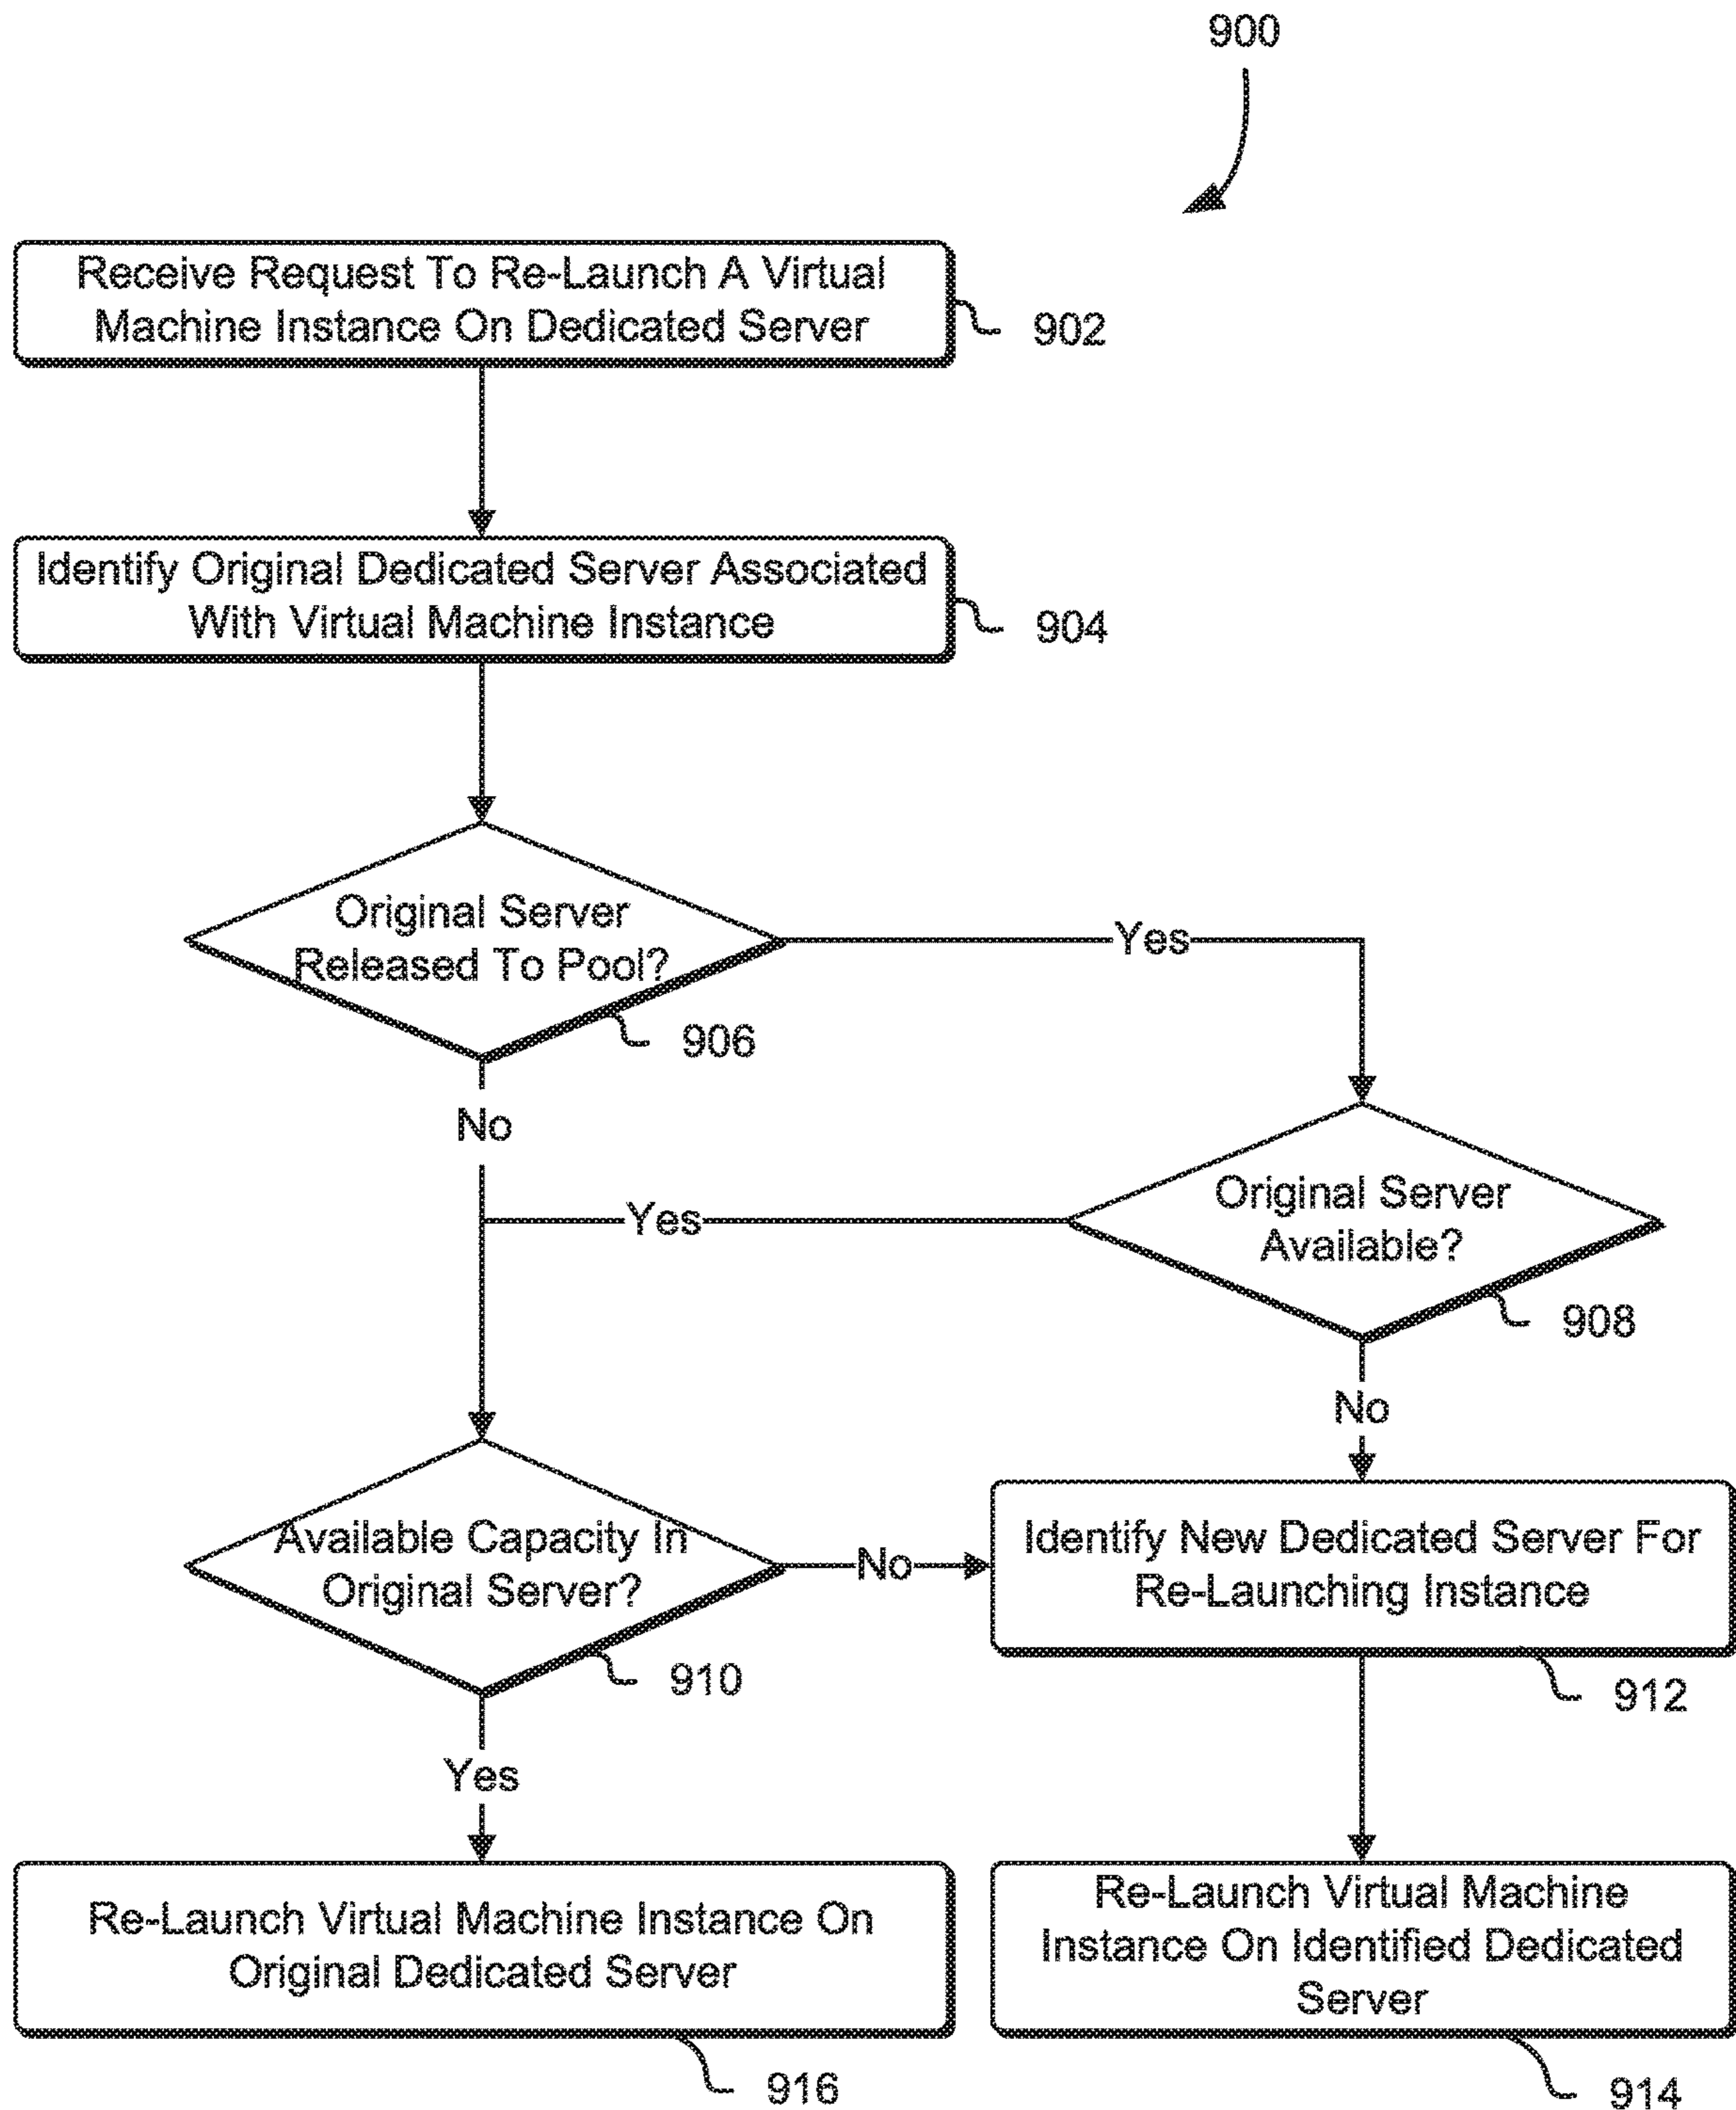 900
Receive Request To Re-Launch A Virtual
Machine Instance On Dedicated Server
902
Identify Original Dedicated Server Associated
With Virtual Machine Instance
904
Original Server
Released To Pool?
906
Yes
No
Original Server
Available?
908
Yes
No
Available Capacity In
Original Server?
910
No
Identify New Dedicated Server For
Re-Launching Instance
912
Yes
Re-Launch Virtual Machine Instance On
Original Dedicated Server
916
Re-Launch Virtual Machine
Instance On Identified Dedicated
Server
914